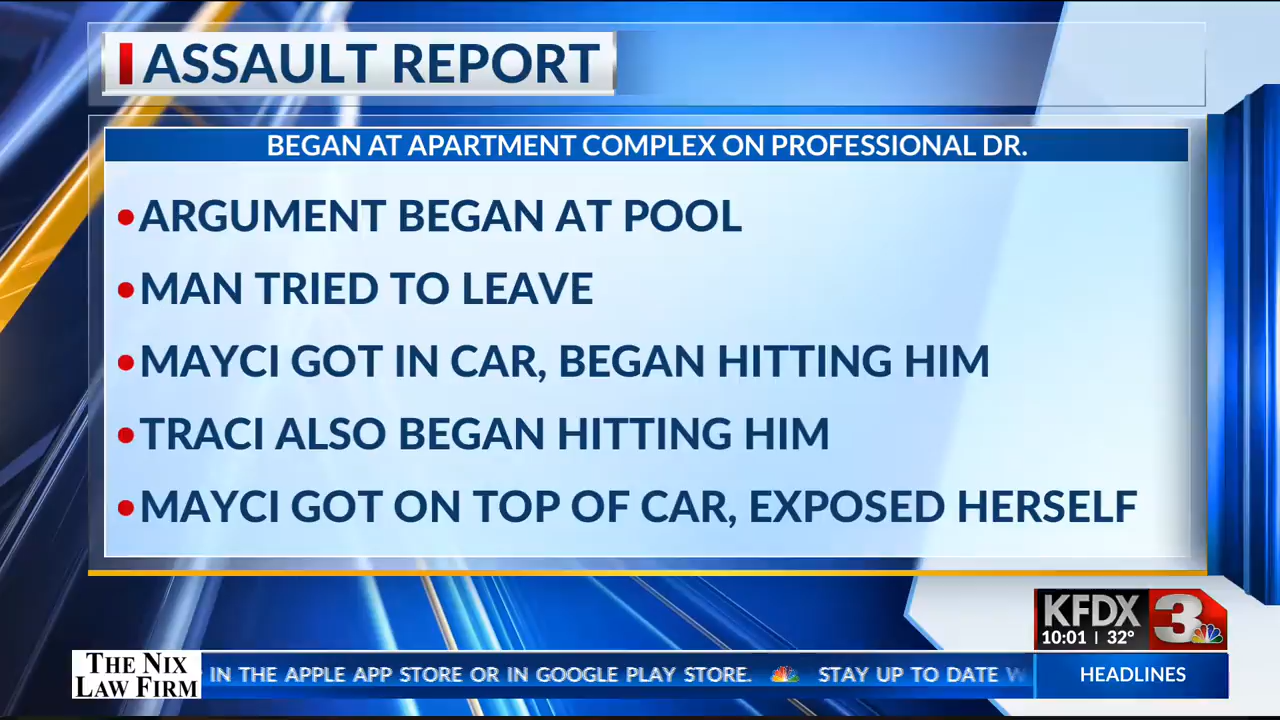 ASSAULT REPORT
BEGAN AT APARTMENT COMPLEX ON PROFESSIONAL DR.
•ARGUMENT BEGAN AT POOL
•MAN TRIED TO LEAVE
•MAYCI GOT IN CAR, BEGAN HITTING HIM
•TRACI ALSO BEGAN HITTING HIM
•MAYCI GOT ON TOP OF CAR, EXPOSED HERSELF
KFDX 3
10:01 | 32°
THE NIX
LAW FIRM
IN THE APPLE APP STORE OR IN GOOGLE PLAY STORE. STAY UP TO DATE W
HEADLINES